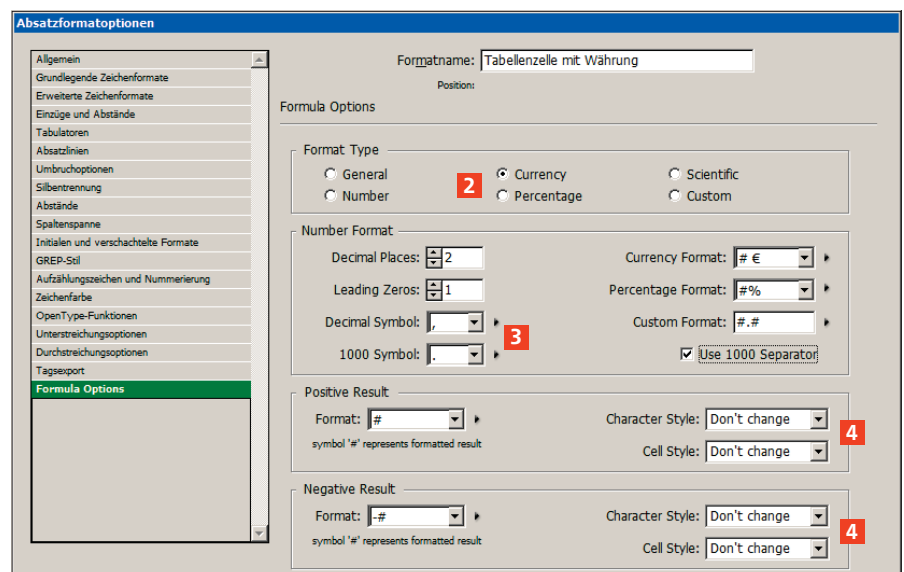 Absatzformatoptionen
Allgemein
Grundlegende Zeichenformate
Erweiterte Zeichenformate
Einzüge und Abstände
Tabulatoren
Absatzlinien
Umbruchoptionen
Silbentrennung
Abstände
Spaltenspanne
Initialen und verschachtelte Formate
GREP-Stil
Aufzählungszeichen und Nummerierung
Zeichenfarbe
OpenType-Funktionen
Unterstreichungsoptionen
Durchstreichungsoptionen
Tagsexport
Formula Options
Formatname: Tabellenzelle mit Währung
Position:
Formula Options
Format Type
General Currency Scientific
2
Number Percentage Custom
Number Format
Decimal Places: 2 Currency Format: # €
Leading Zeros: 1 Percentage Format: #%
Decimal Symbol: , Custom Format: #.#
3
1000 Symbol: . Use 1000 Separator
Positive Result
Format: # Character Style: Don't change
4
symbol '#' represents formatted result
Cell Style: Don't change
Negative Result
Format: -# Character Style: Don't change
4
symbol '#' represents formatted result
Cell Style: Don't change